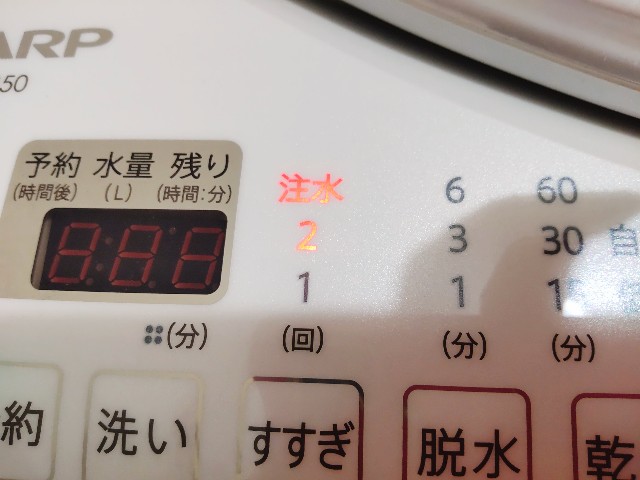 ARP
50
予約 水量 残り
(時間後) (L) (時間:分)
注水 6 60
2 3 30 自
1 1
(分) (回) (分) (分)
約 洗い すすぎ 脱水 乾